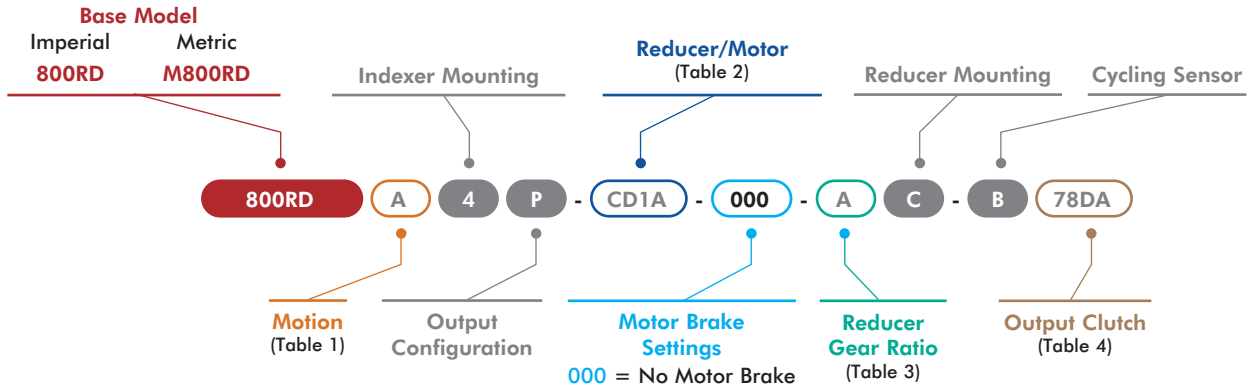 Base Model
Imperial Metric
800RD M800RD
Indexer Mounting
Reducer/Motor
(Table 2)
Reducer Mounting
Cycling Sensor
800RD A 4 P - CD1A - 000 - A C - B 78DA
Motion
(Table 1)
Output
Configuration
Motor Brake
Settings
000 = No Motor Brake
Reducer
Gear Ratio
(Table 3)
Output Clutch
(Table 4)